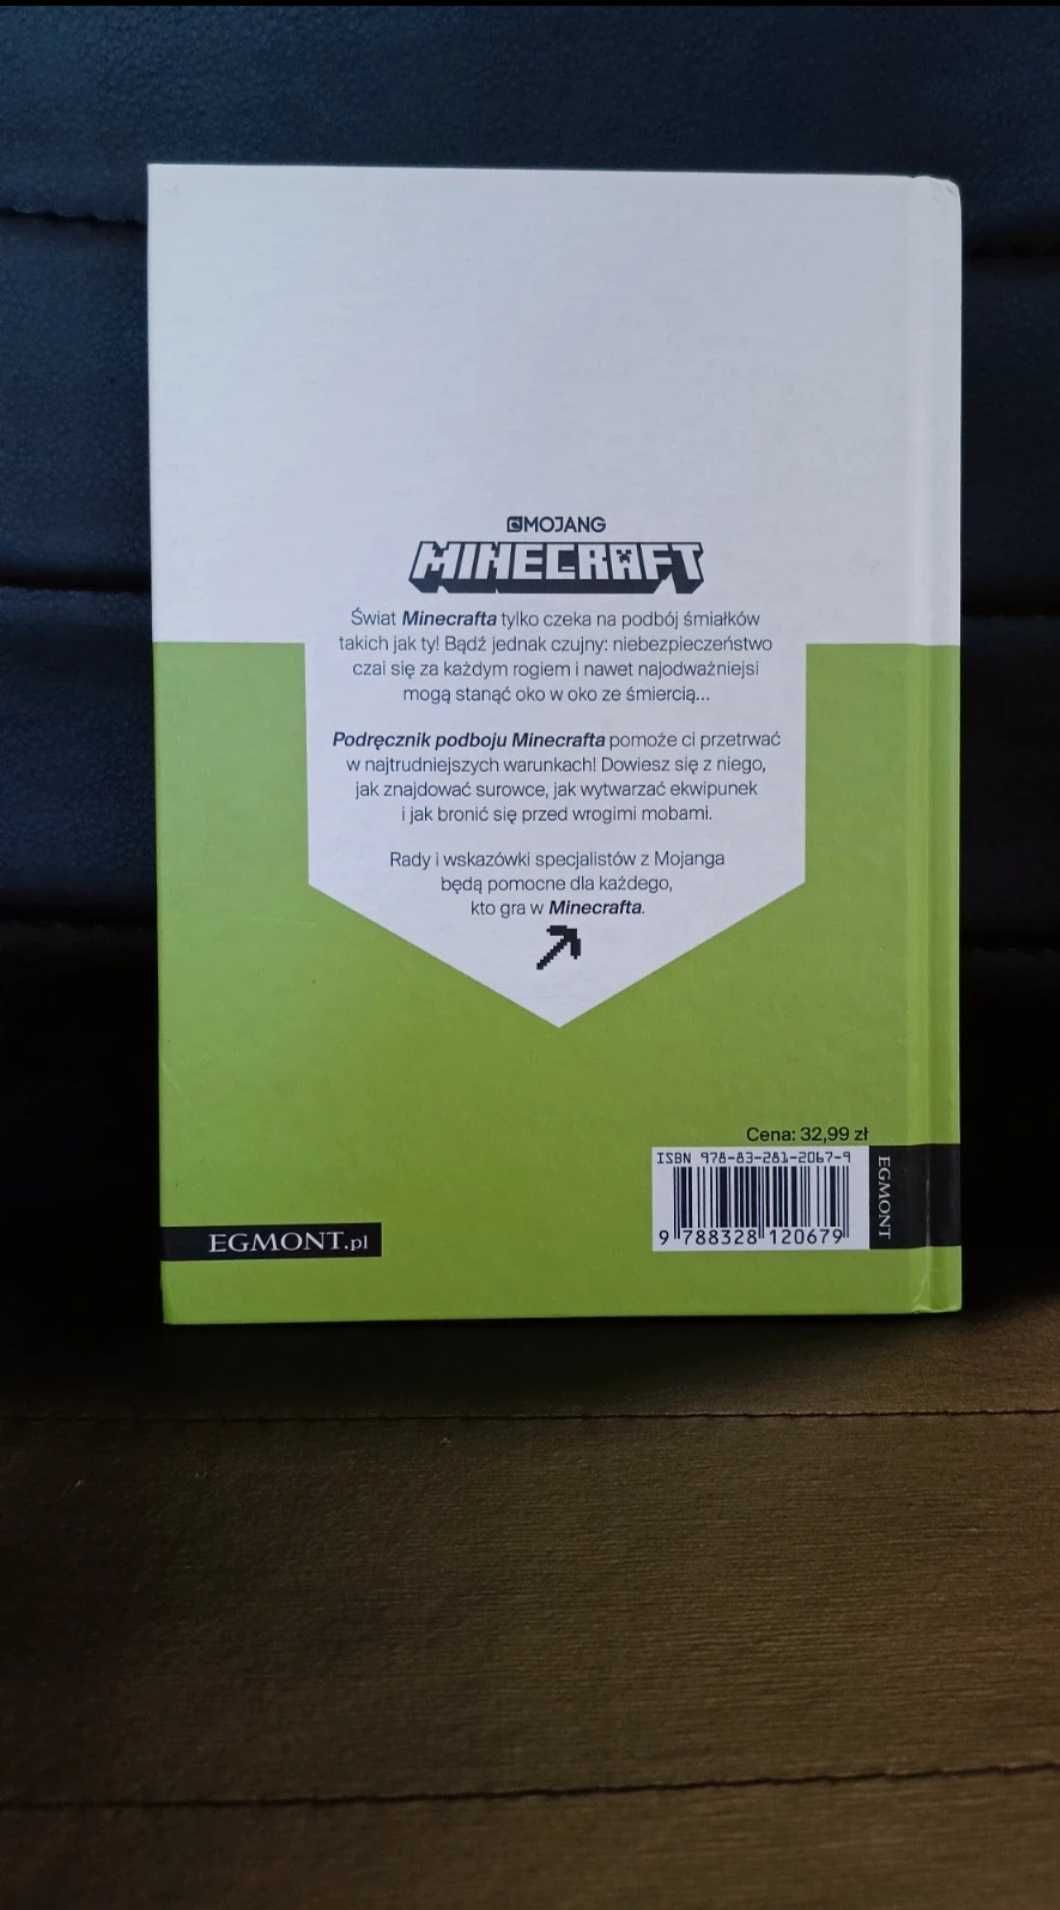 MOJANG
MINECRAFT
Świat Minecrafta tylko czeka na podbój śmiałków
takich jak ty! Bądź jednak czujny: niebezpieczeństwo
czai się za każdym rogiem i nawet najodważniejsi
mogą stanąć oko w oko ze śmiercią...
Podręcznik podboju Minecrafta pomoże ci przetrwać
w najtrudniejszych warunkach! Dowiesz się z niego,
jak znajdować surowce, jak wytwarzać ekwipunek
i jak bronić się przed wrogimi mobami.
Rady i wskazówki specjalistów z Mojanga
będą pomocne dla każdego,
kto gra w Minecrafta.
Cena: 32,99 zł
ISBN 978-83-281-2067-9
9 788328 120679
EGMONT
EGMONT.pl